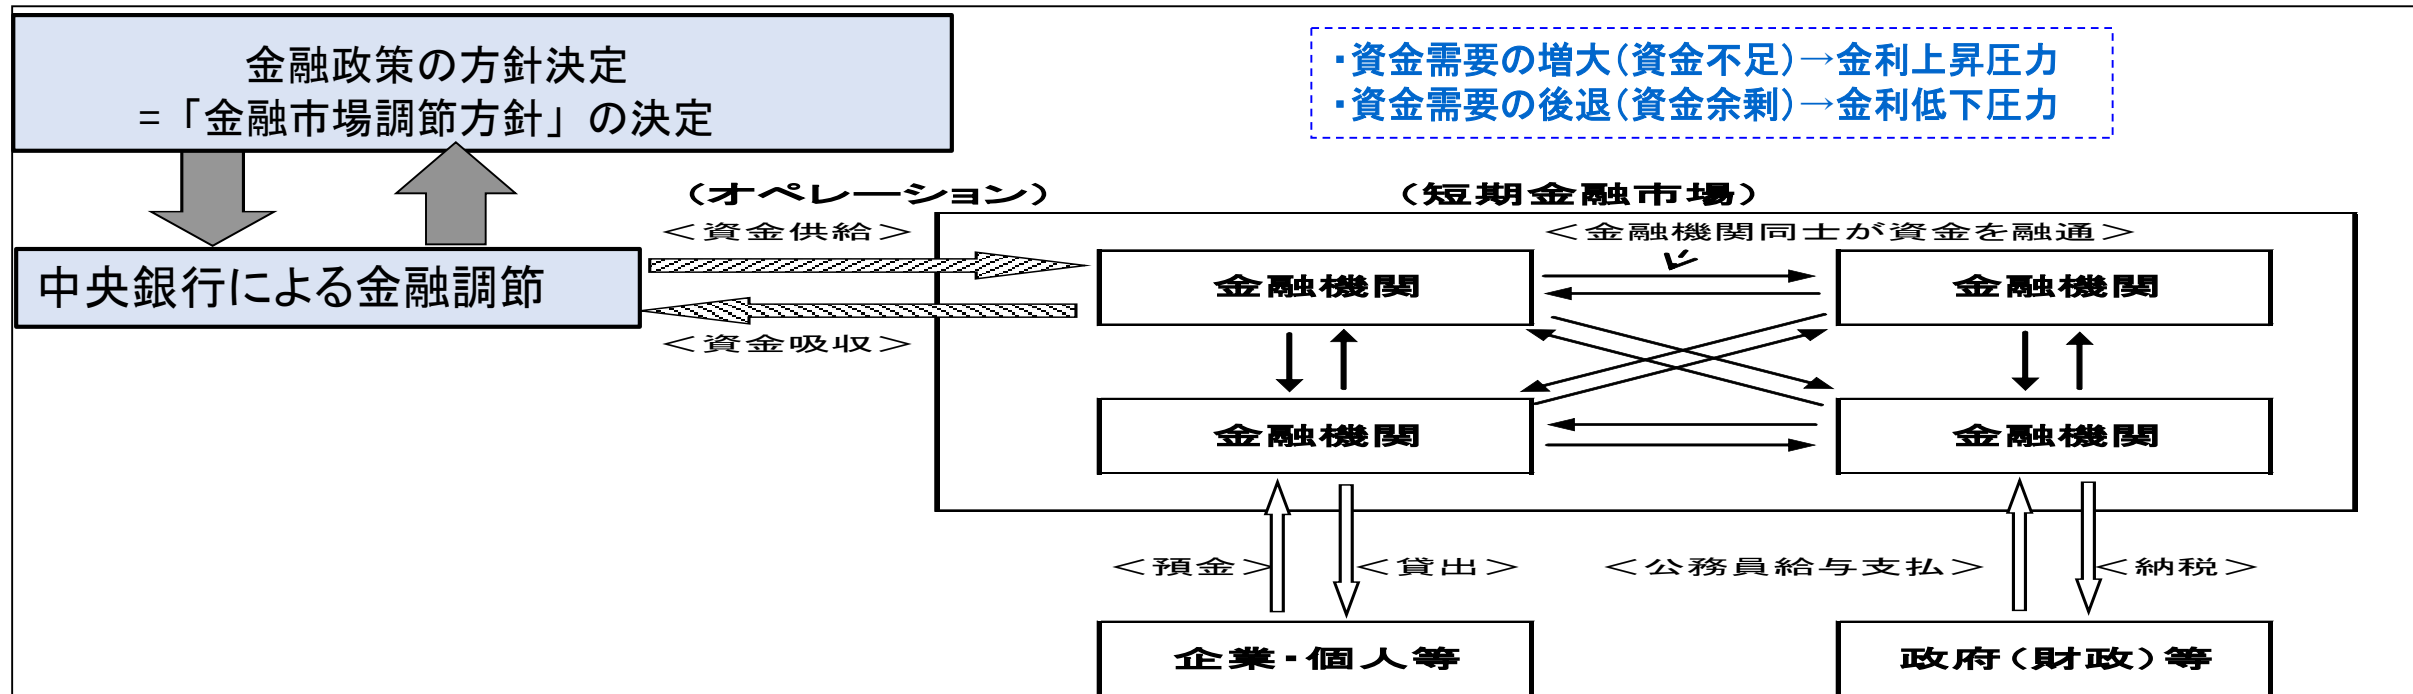 金融政策の方針決定
=「金融市場調節方針」の決定
・資金需要の増大(資金不足)→金利上昇圧力
・資金需要の後退(資金余剰)→金利低下圧力
(オペレーション)
(短期金融市場)
<資金供給>
<金融機関同士が資金を融通>
中央銀行による金融調節
金融機関
金融機関
<資金吸収>
金融機関
金融機関
<預金>
<貸出>
<公務員給与支払>
<納税>
企業・個人等
政府(財政)等